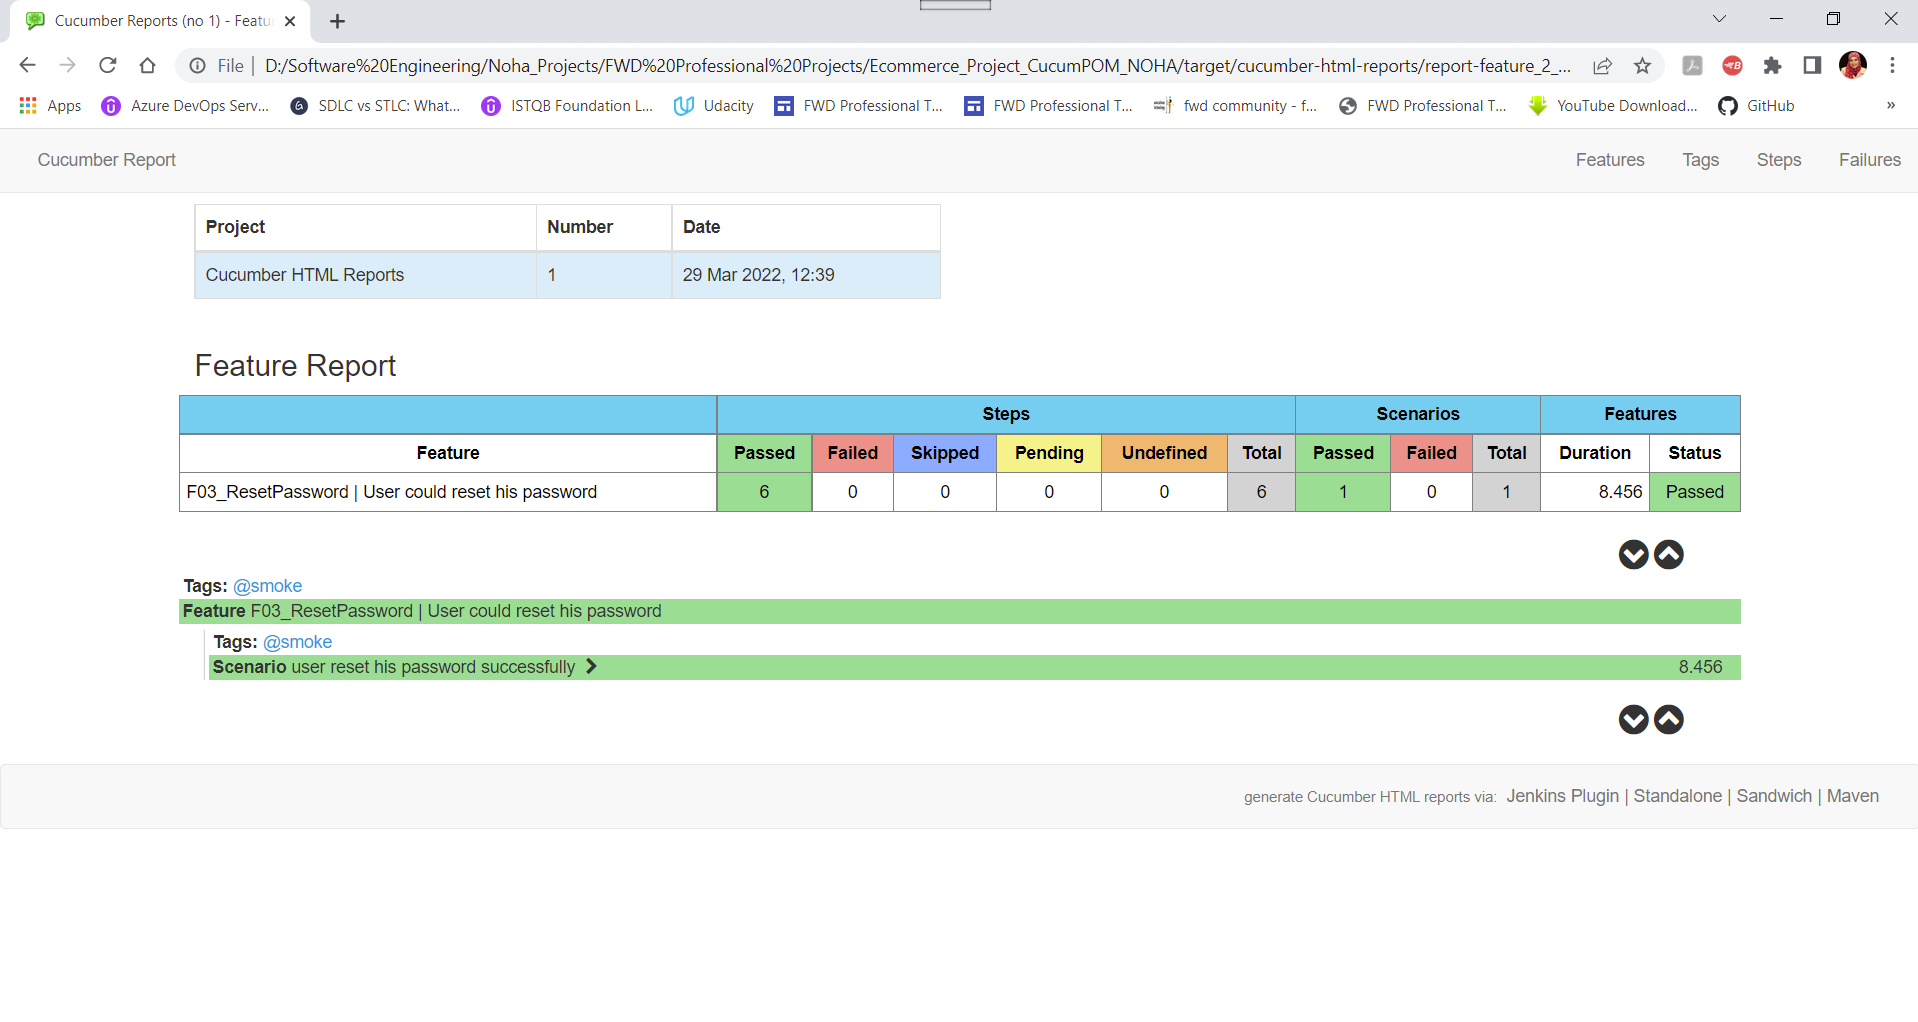 Cucumber Reports (no 1) - Featu
File | D:/Software%20Engineering/Noha_Projects/FWD%20Professional%20Projects/Ecommerce_Project_CucumPOM_NOHA/target/cucumber-html-reports/report-feature_2_...
Apps Azure DevOps Serv... SDLC vs STLC: What... ISTQB Foundation L... Udacity FWD Professional T... FWD Professional T... fwd community - f... FWD Professional T... YouTube Download... GitHub »
Cucumber Report Features Tags Steps Failures
Project Number Date
Cucumber HTML Reports 1 29 Mar 2022, 12:39
Feature Report
Steps Scenarios Features
Feature Passed Failed Skipped Pending Undefined Total Passed Failed Total Duration Status
F03_ResetPassword | User could reset his password 6 0 0 0 0 6 1 0 1 8.456 Passed
Tags: @smoke
Feature F03_ResetPassword | User could reset his password
Tags: @smoke
Scenario user reset his password successfully 8.456
generate Cucumber HTML reports via: Jenkins Plugin | Standalone | Sandwich | Maven